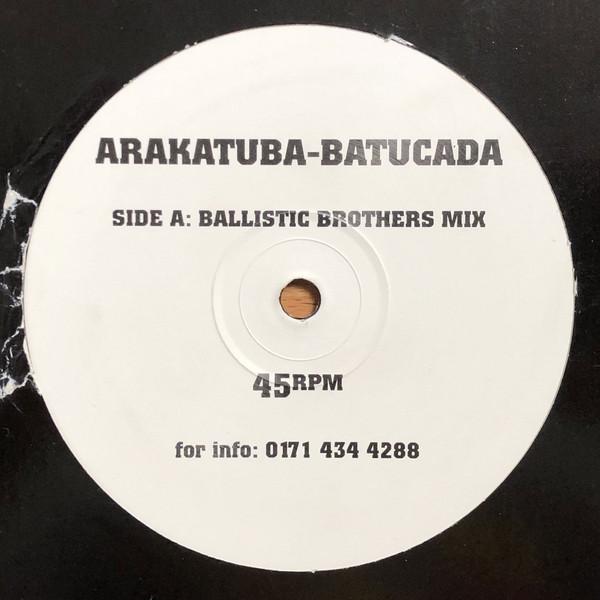 ARAKATUBA-BATUCADA
SIDE A: BALLISTIC BROTHERS MIX
45RPM
for info: 0171 434 4288